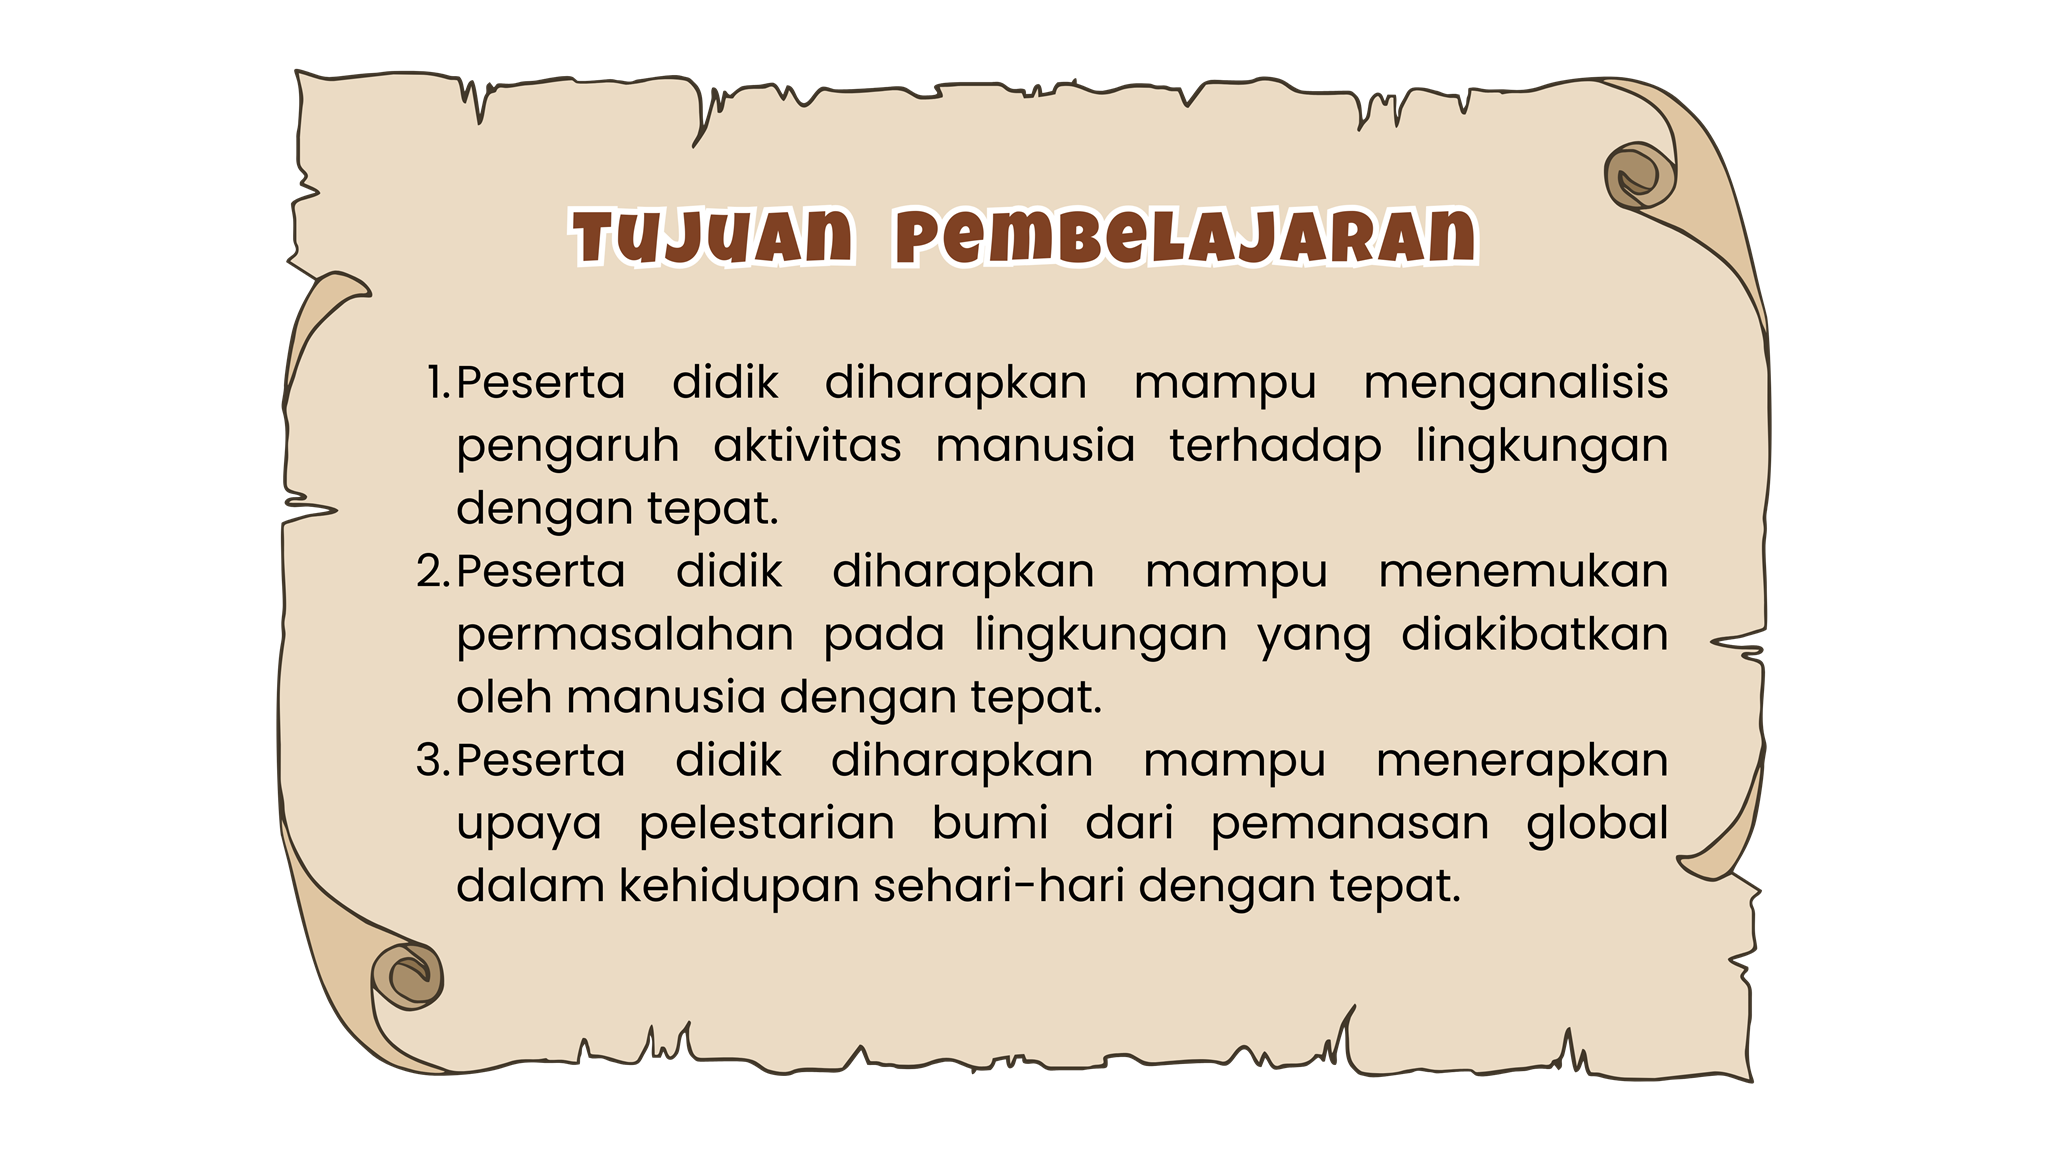 Tujuan Pembelajaran
1. Peserta didik diharapkan mampu menganalisis
pengaruh aktivitas manusia terhadap lingkungan
dengan tepat.
2. Peserta didik diharapkan mampu menemukan
permasalahan pada lingkungan yang diakibatkan
oleh manusia dengan tepat.
3. Peserta didik diharapkan mampu menerapkan
upaya pelestarian bumi dari pemanasan global
dalam kehidupan sehari-hari dengan tepat.